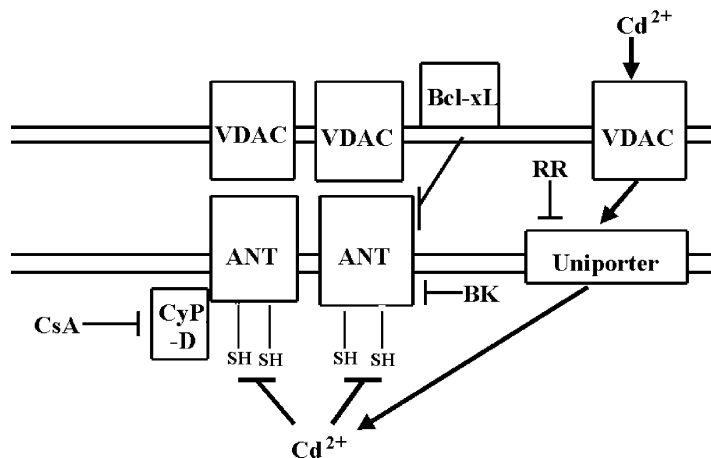 Cd2+
Bcl-xL
VDAC
VDAC
VDAC
RR
ANT
ANT
Uniporter
BK
CsA
CyP
-D
SH SH
SH SH
Cd2+